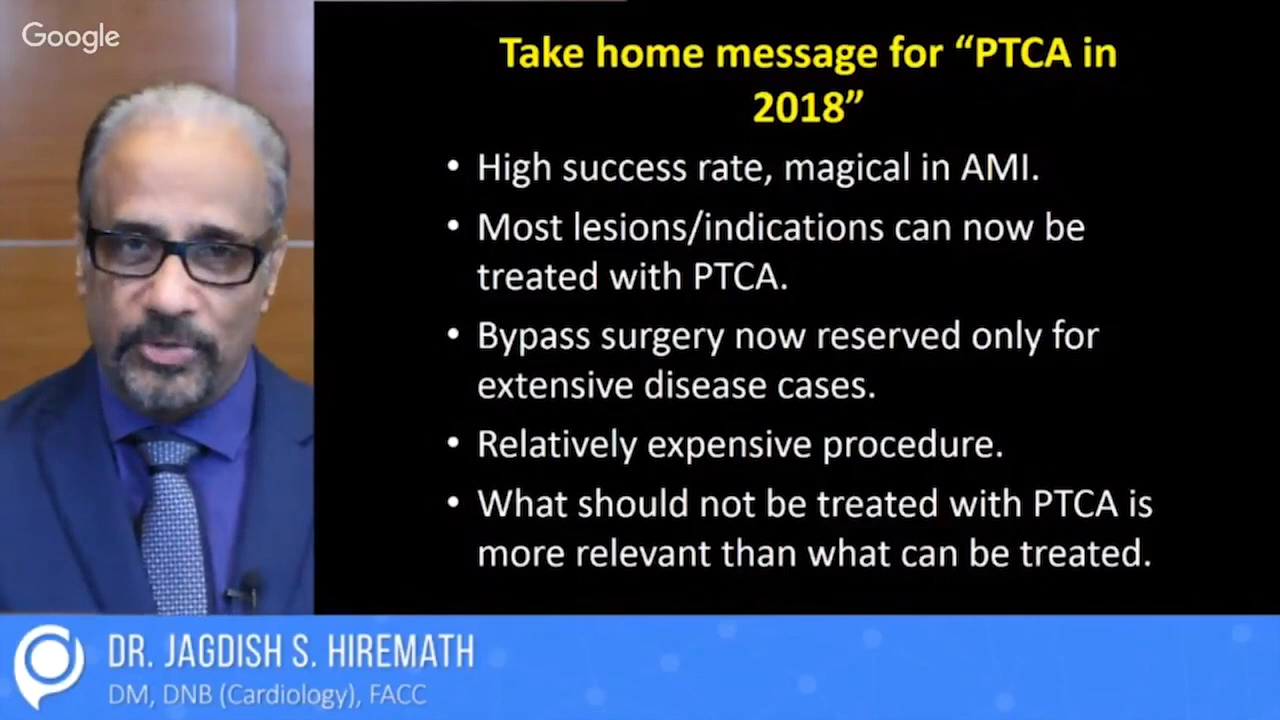 Google
Take home message for “PTCA in
2018”
• High success rate, magical in AMI.
• Most lesions/indications can now be
treated with PTCA.
• Bypass surgery now reserved only for
extensive disease cases.
• Relatively expensive procedure.
• What should not be treated with PTCA is
more relevant than what can be treated.
DR. JAGDISH S. HIREMATH
DM, DNB (Cardiology), FACC